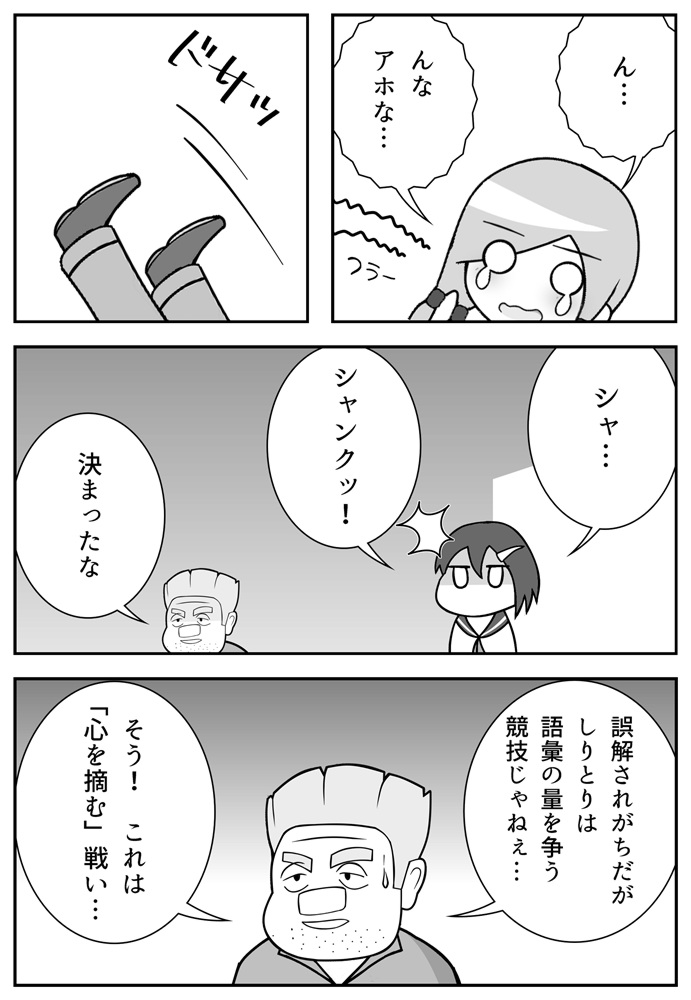 ん…
んな
アホな…
つぅー
ドサッ
シャ…
シャンクッ！
決まったな
誤解されがちだが
しりとりは
語彙の量を争う
競技じゃねぇ…
そう！　これは
「心を摘む」戦い…